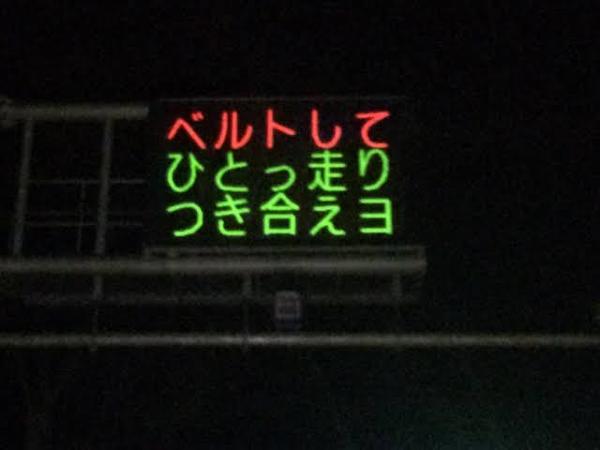 ベルトして
ひとっ走り
つき合えヨ